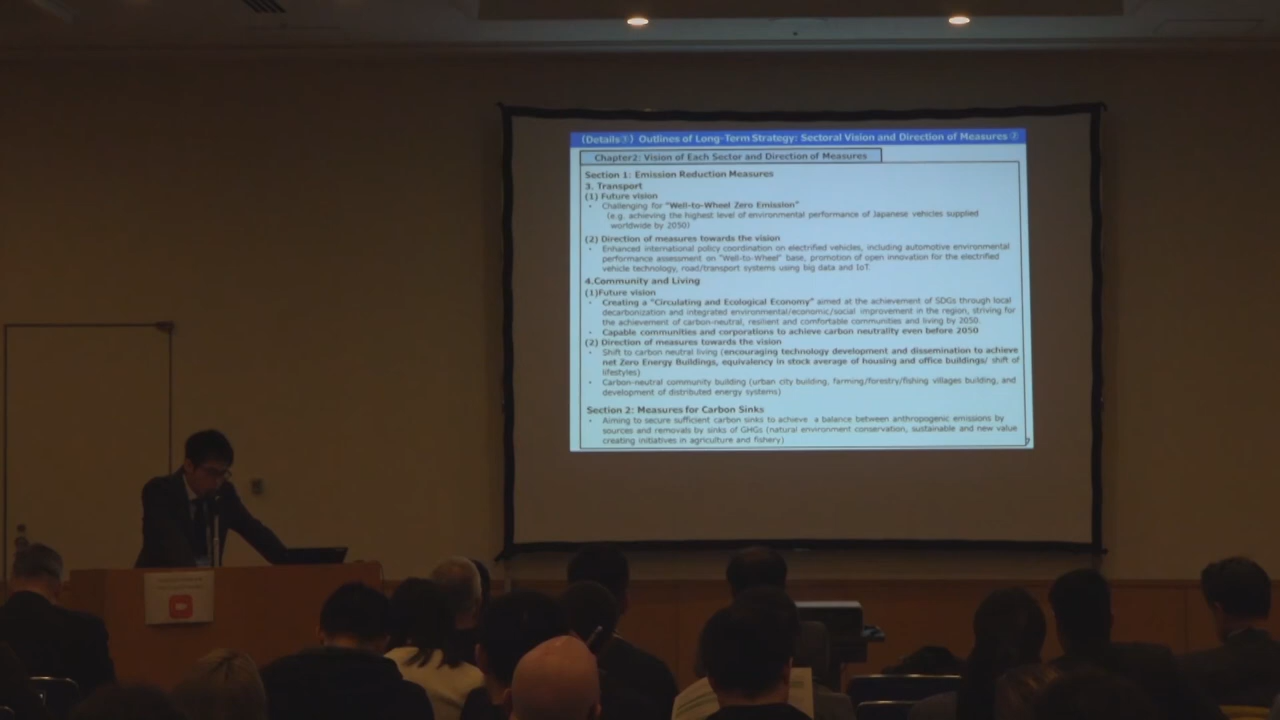 (Details①) Outlines of Long-Term Strategy: Sectoral Vision and Direction of Measures②
Chapter2: Vision of Each Sector and Direction of Measures
Section 1: Emission Reduction Measures
3. Transport
(1) Future vision
・ Challenging for "Well-to-Wheel Zero Emission"
(e.g. achieving the highest level of environmental performance of Japanese vehicles supplied
worldwide by 2050)
(2) Direction of measures towards the vision
・ Enhanced international policy coordination on electrified vehicles, including automotive environmental
performance assessment on "Well-to-Wheel" base, promotion of open innovation for the electrified
vehicle technology, road/transport systems using big data and IoT.
4.Community and Living
(1)Future vision
・ Creating a "Circulating and Ecological Economy" aimed at the achievement of SDGs through local
decarbonization and integrated environmental/economic/social improvement in the region, striving for
the achievement of carbon-neutral, resilient and comfortable communities and living by 2050.
・ Capable communities and corporations to achieve carbon neutrality even before 2050
(2) Direction of measures towards the vision
・ Shift to carbon neutral living (encouraging technology development and dissemination to achieve
net Zero Energy Buildings, equivalency in stock average of housing and office buildings/ shift of
lifestyles)
・ Carbon-neutral community building (urban city building, farming/forestry/fishing villages building, and
development of distributed energy systems)
Section 2: Measures for Carbon Sinks
・ Aiming to secure sufficient carbon sinks to achieve a balance between anthropogenic emissions by
sources and removals by sinks of GHGs (natural environment conservation, sustainable and new value
creating initiatives in agriculture and fishery)